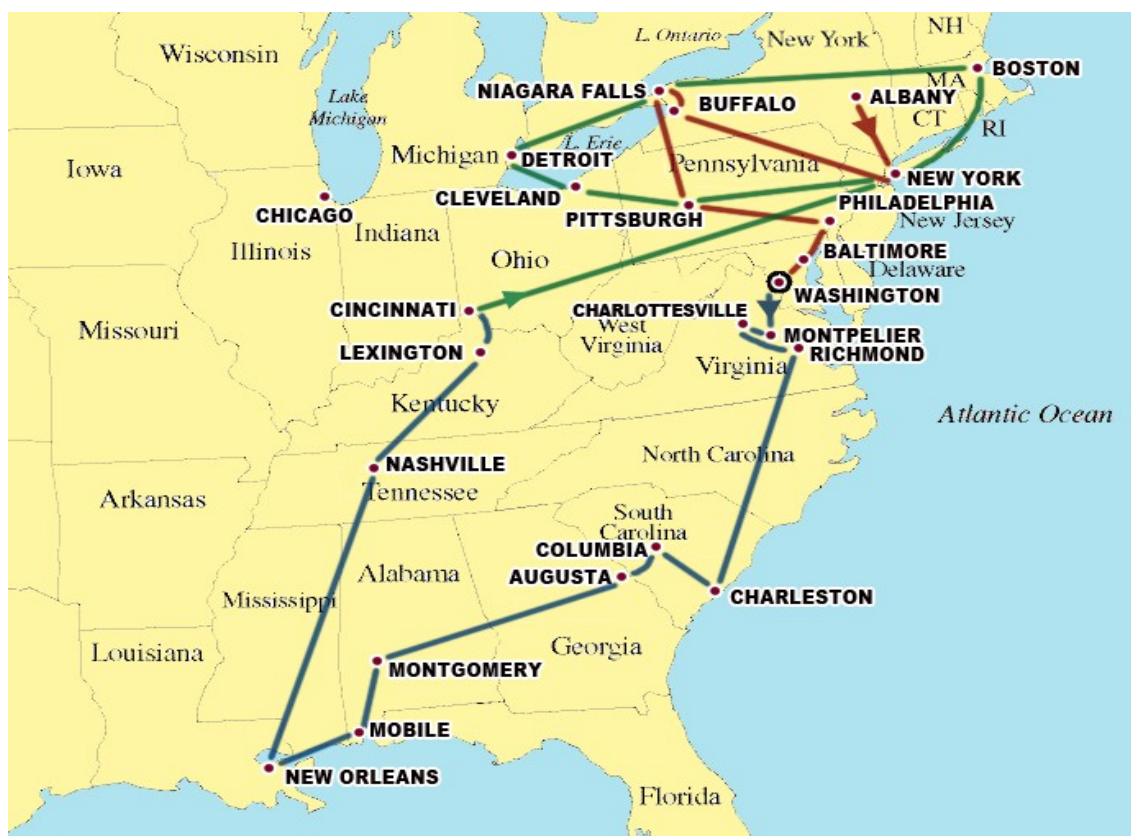 Wisconsin
L. Ontario
New York
NH
BOSTON
MA
NIAGARA FALLS
BUFFALO
ALBANY
CT
RI
Lake
Michigan
L. Erie
Michigan
DETROIT
Pennsylvania
Iowa
NEW YORK
CLEVELAND
PITTSBURGH
PHILADELPHIA
New Jersey
CHICAGO
Indiana
Illinois
Ohio
BALTIMORE
Delaware
WASHINGTON
CINCINNATI
CHARLOTTESVILLE
Missouri
West
Virginia
MONTPELIER
RICHMOND
LEXINGTON
Virginia
Kentucky
Atlantic Ocean
NASHVILLE
North Carolina
Tennessee
Arkansas
South
Carolina
COLUMBIA
Alabama
AUGUSTA
Mississippi
CHARLESTON
Louisiana
Georgia
MONTGOMERY
MOBILE
NEW ORLEANS
Florida